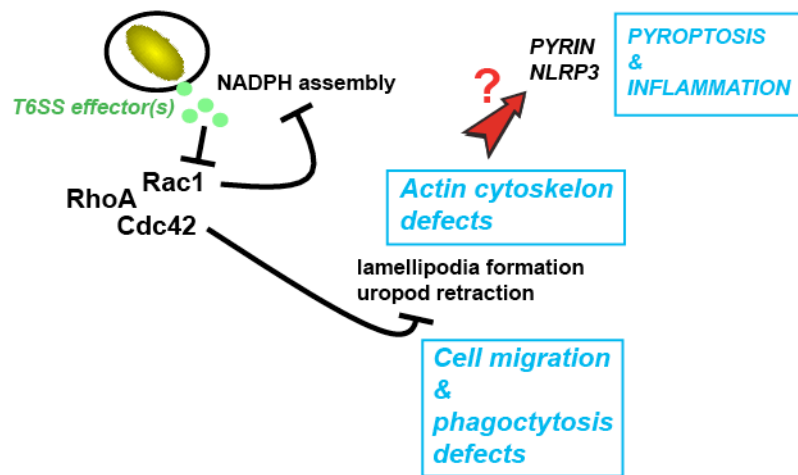 NADPH assembly
T6SS effector(s)
Rac1
RhoA
Cdc42
?
PYRIN
NLRP3
PYROPTOSIS
&
INFLAMMATION
Actin cytoskelon
defects
lamellipodia formation
uropod retraction
Cell migration
&
phagoctytosis
defects